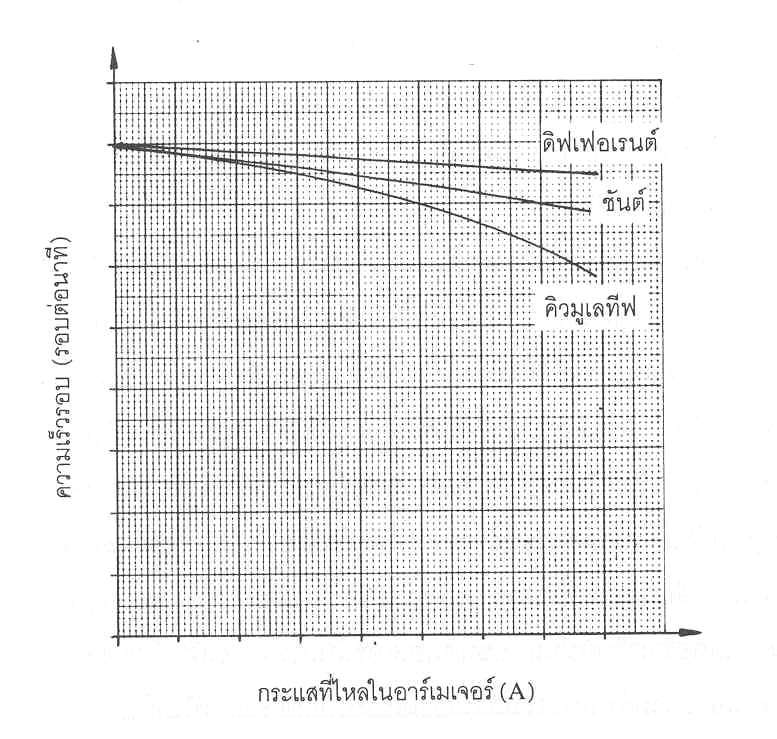 ดิฟเฟอเรนต์
ชันต์
คิวมูเลทีฟ
ความเร็วรอบ (รอบต่อนาที)
กระแสที่ไหลในอาร์เมเจอร์ (A)